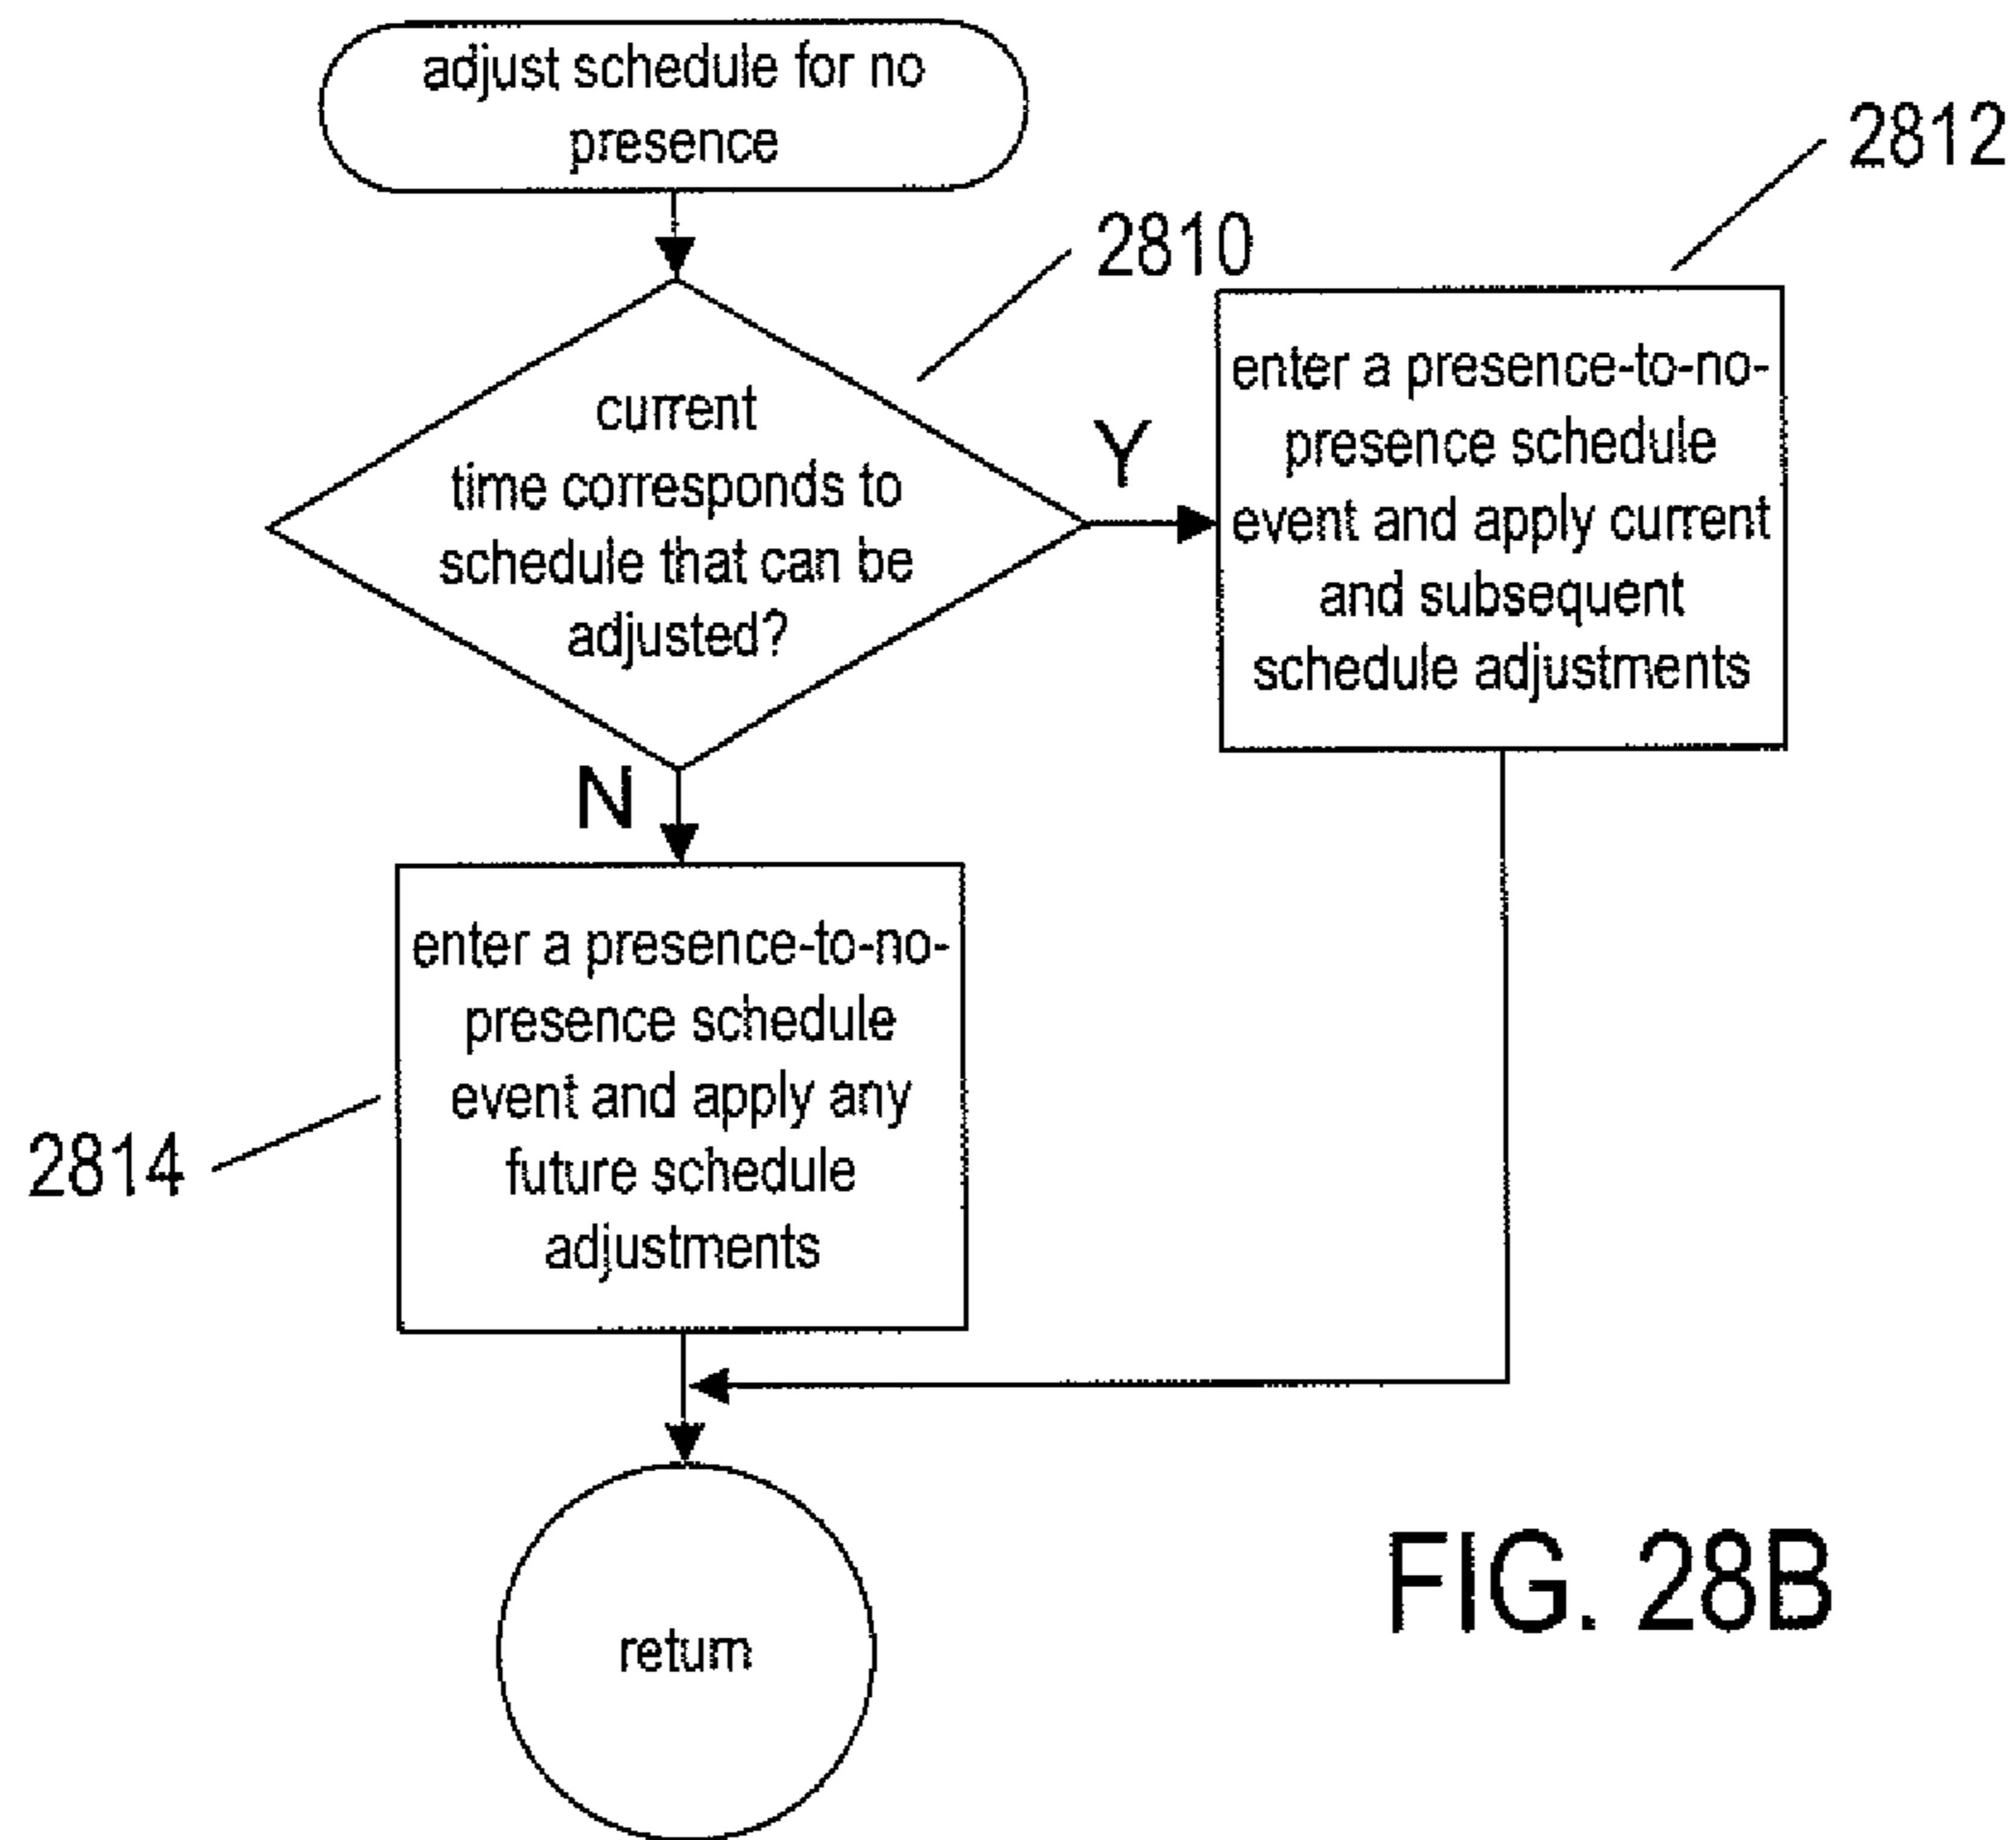 adjust schedule for no
presence
2812
2810
current
time corresponds to
schedule that can be
adjusted?
Y
enter a presence-to-no-
presence schedule
event and apply current
and subsequent
schedule adjustments
N
enter a presence-to-no-
presence schedule
event and apply any
future schedule
adjustments
2814
return
FIG. 28B